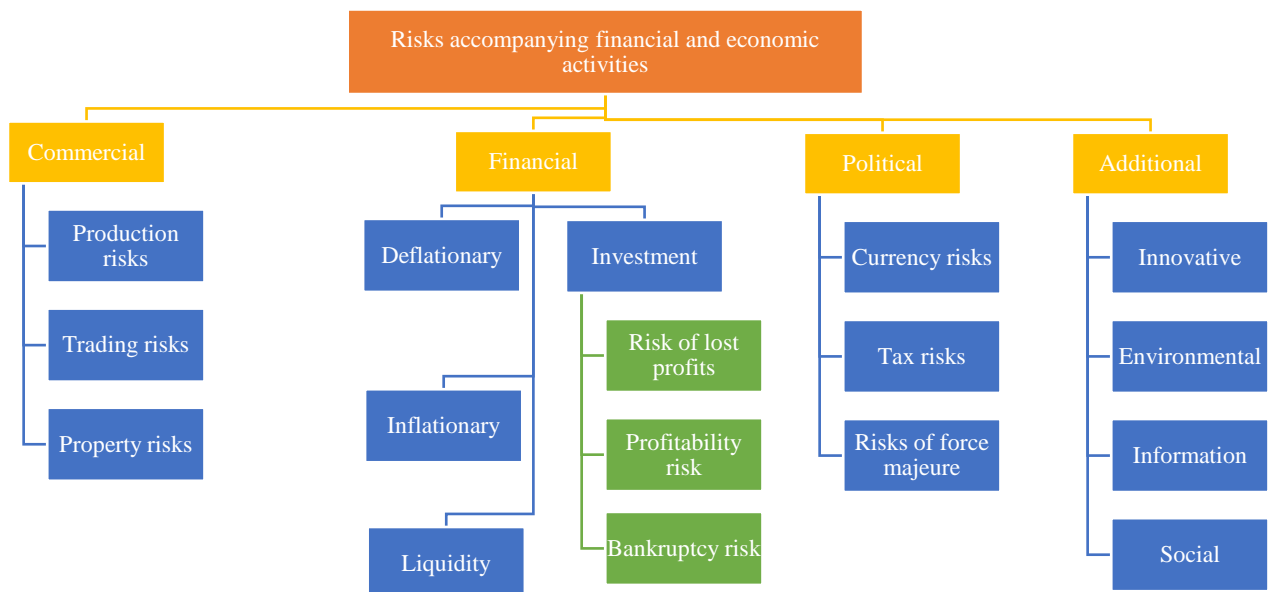 Risks accompanying financial and economic
activities
Commercial
Financial
Political
Additional
Production
risks
Trading risks
Property risks
Deflationary
Investment
Risk of lost
profits
Inflationary
Profitability
risk
Liquidity
Bankruptcy risk
Currency risks
Tax risks
Risks of force
majeure
Innovative
Environmental
Information
Social